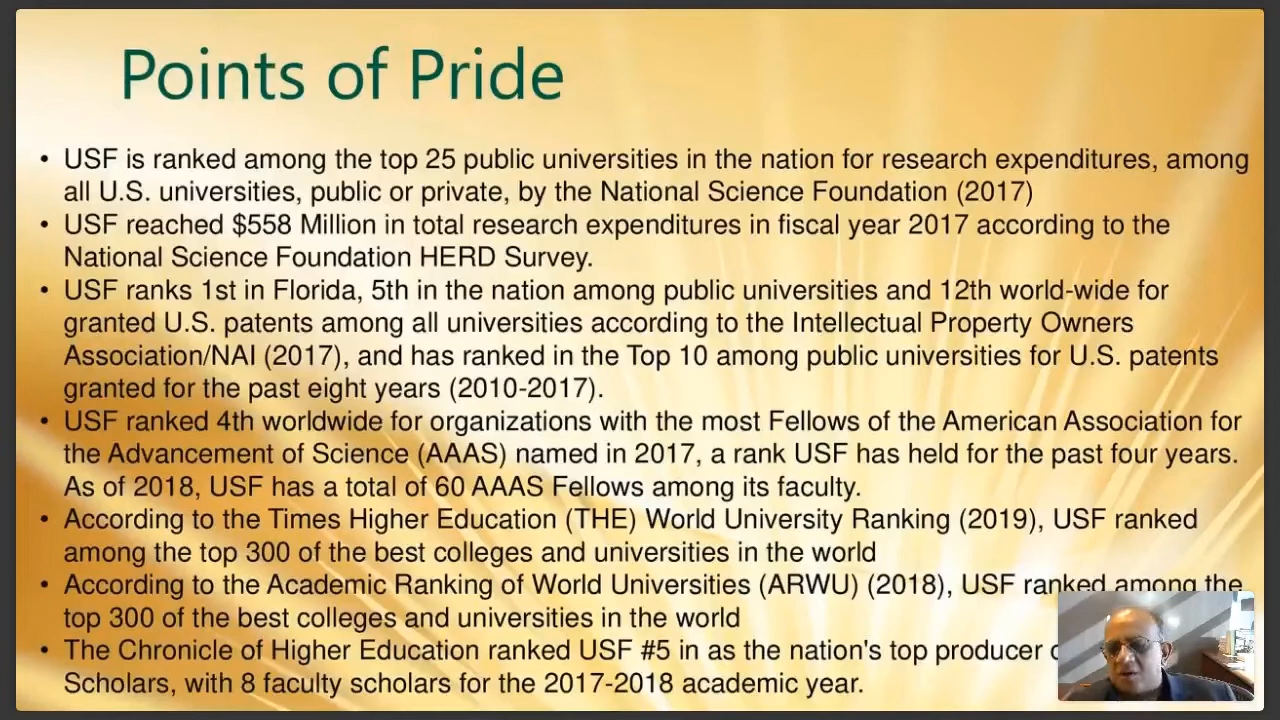 Points of Pride
• USF is ranked among the top 25 public universities in the nation for research expenditures, among
all U.S. universities, public or private, by the National Science Foundation (2017)
• USF reached $558 Million in total research expenditures in fiscal year 2017 according to the
National Science Foundation HERD Survey.
• USF ranks 1st in Florida, 5th in the nation among public universities and 12th world-wide for
granted U.S. patents among all universities according to the Intellectual Property Owners
Association/NAI (2017), and has ranked in the Top 10 among public universities for U.S. patents
granted for the past eight years (2010-2017).
• USF ranked 4th worldwide for organizations with the most Fellows of the American Association for
the Advancement of Science (AAAS) named in 2017, a rank USF has held for the past four years.
As of 2018, USF has a total of 60 AAAS Fellows among its faculty.
• According to the Times Higher Education (THE) World University Ranking (2019), USF ranked
among the top 300 of the best colleges and universities in the world
• According to the Academic Ranking of World Universities (ARWU) (2018), USF ranked among the
top 300 of the best colleges and universities in the world
• The Chronicle of Higher Education ranked USF #5 in as the nation's top producer
Scholars, with 8 faculty scholars for the 2017-2018 academic year.